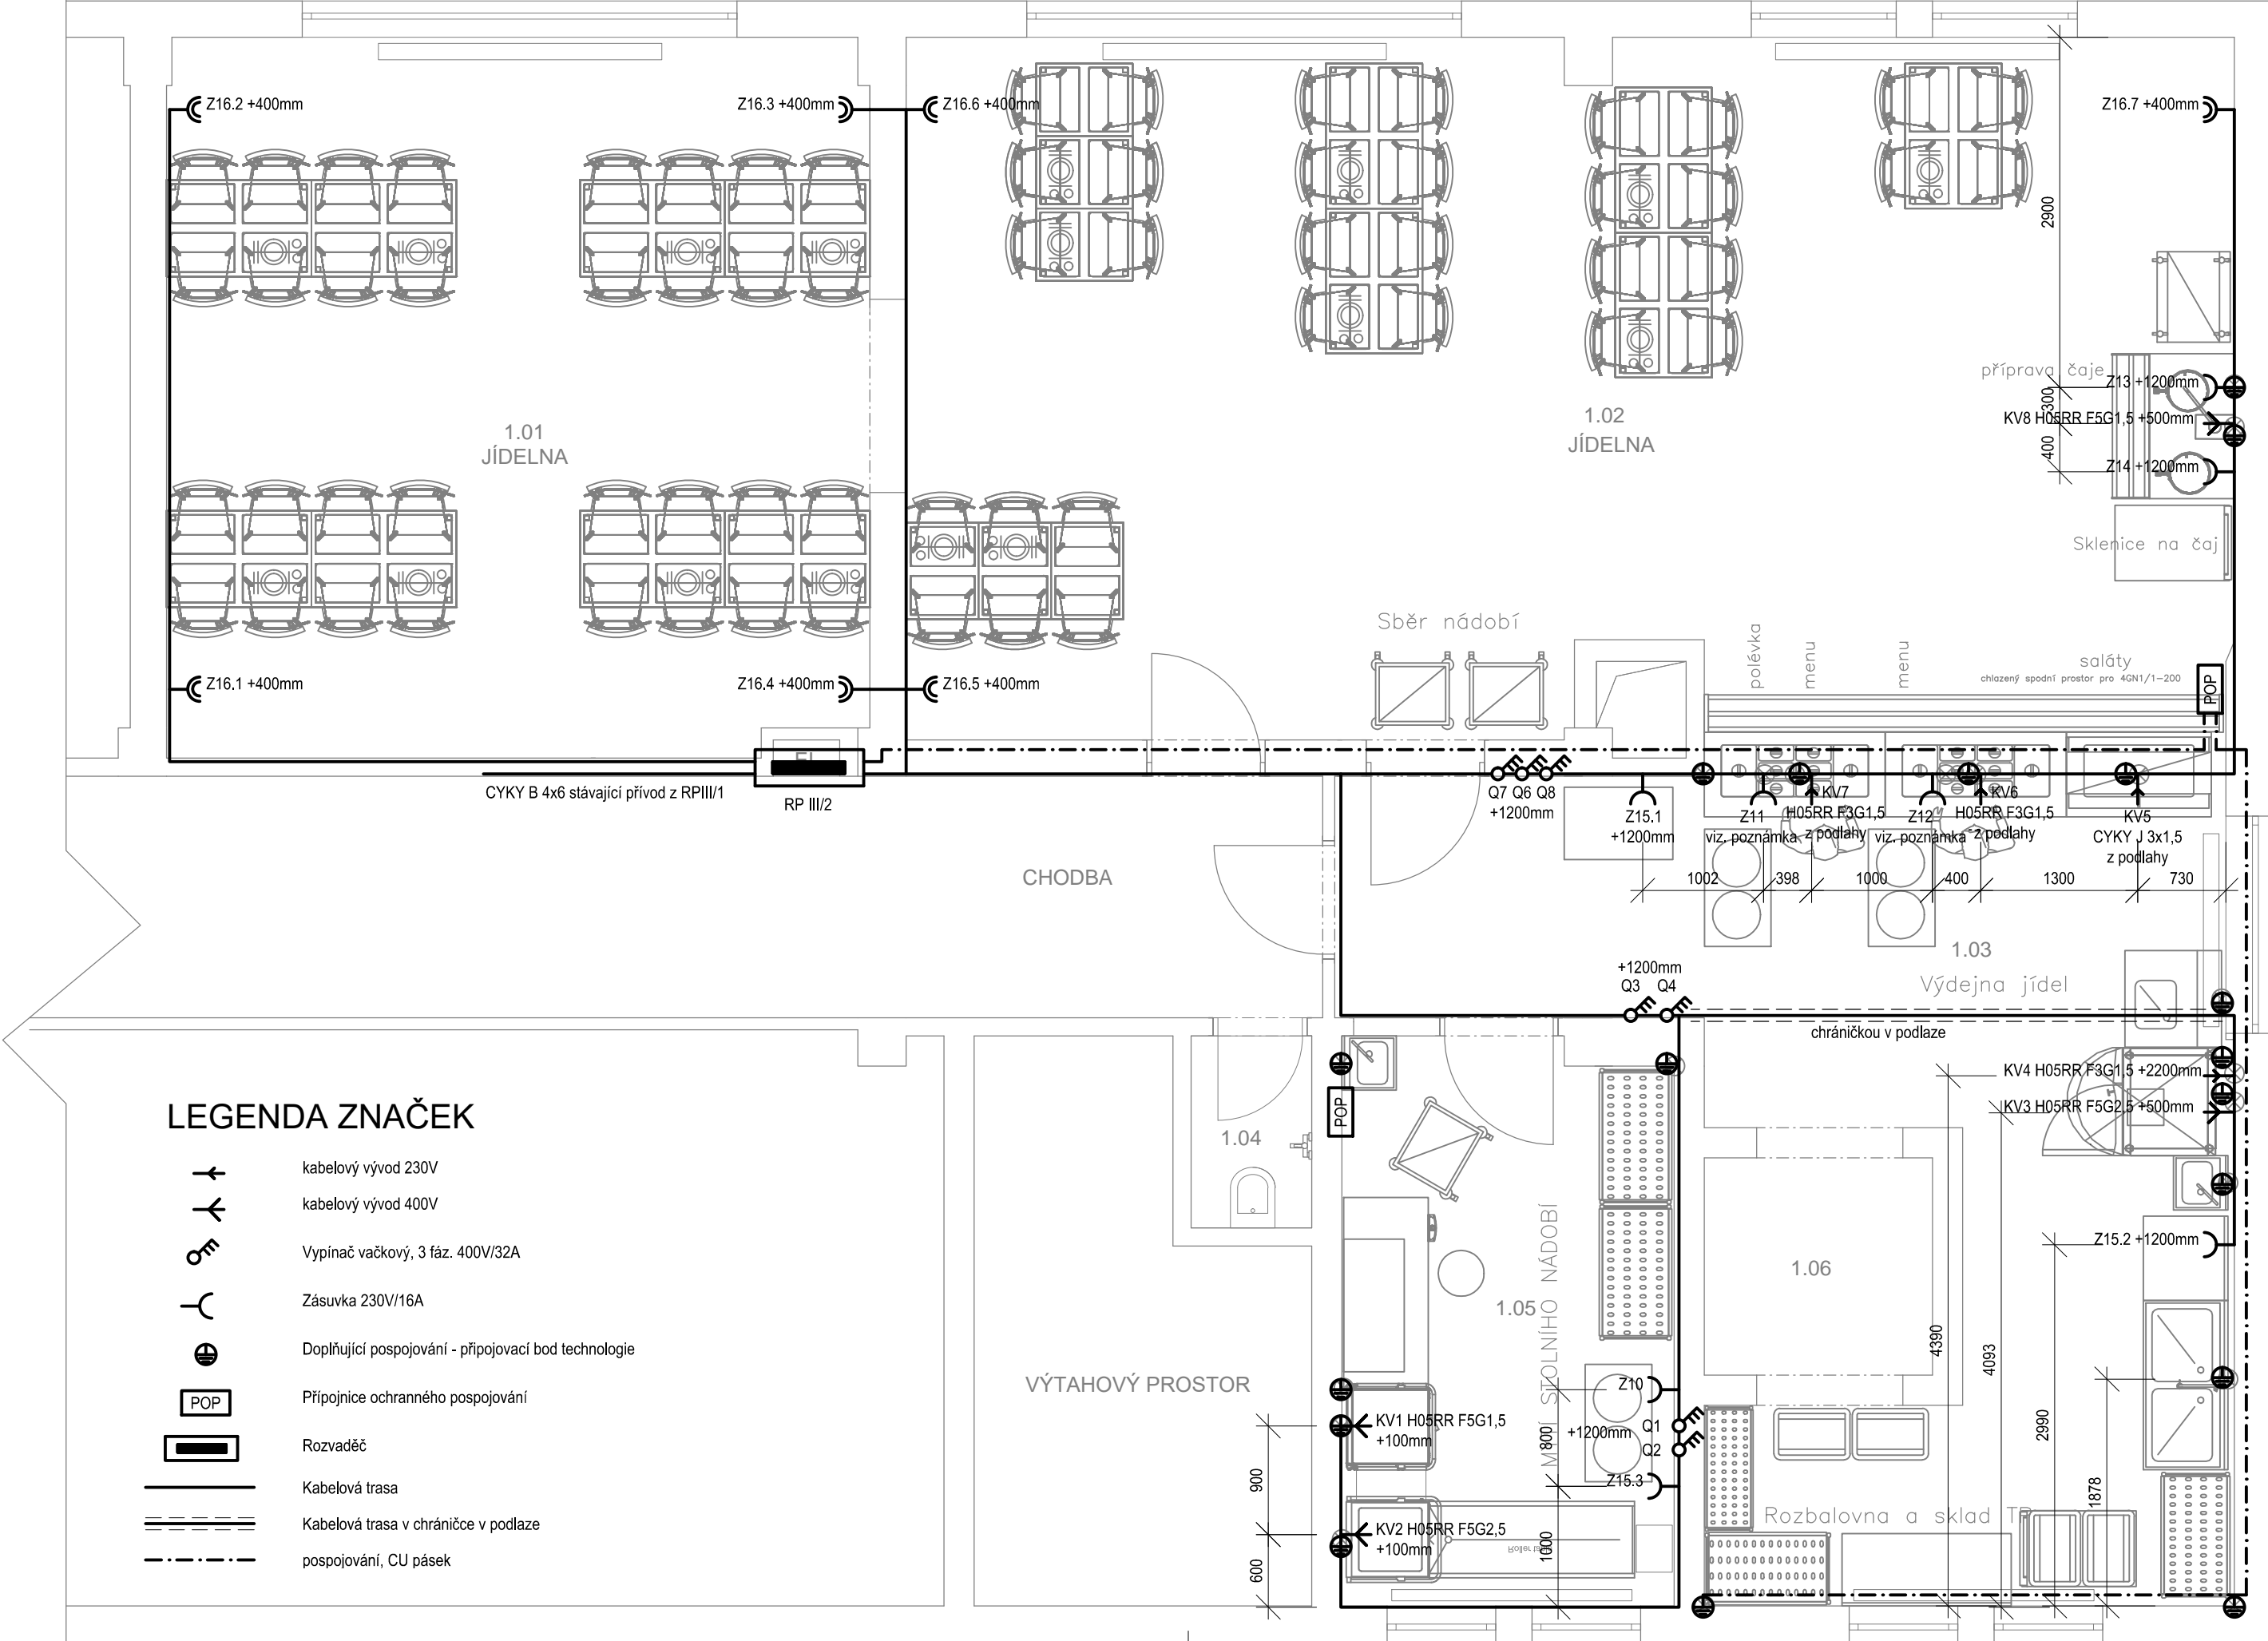 Z16.2 +400mm
Z16.3 +400mm
Z16.6 +400mm
Z16.7 +400mm
2900
1.01
JÍDELNA
1.02
JÍDELNA
příprava čaje
Z13 +1200mm
300
KV8 H05RR F5G1,5 +500mm
400
Z14 +1200mm
Sklenice na čaj
Sběr nádobí
polévka
menu
menu
saláty
chlazený spodní prostor pro 4GN1/1-200
POP
Z16.1 +400mm
Z16.4 +400mm
Z16.5 +400mm
CYKY B 4x6 stávající přívod z RPIII/1
RP III/2
Q7 Q6 Q8
+1200mm
Z15.1
+1200mm
Z11
viz. poznámka
KV7
H05RR F3G1,5
z podlahy
Z12
viz. poznámka
KV6
H05RR F3G1,5
z podlahy
KV5
CYKY J 3x1,5
z podlahy
1002
398
1000
400
1300
730
CHODBA
1.03
Výdejna jídel
+1200mm
Q3 Q4
chráničkou v podlaze
KV4 H05RR F3G1,5 +2200mm
KV3 H05RR F5G2,5 +500mm
POP
1.04
Z15.2 +1200mm
1.06
1.05
MYTÍ STOLNÍHO NÁDOBÍ
4390
4093
2990
1878
VÝTAHOVÝ PROSTOR
Z10
+1200mm
Q1
Q2
Z15.3
800
1000
KV1 H05RR F5G1,5
+100mm
KV2 H05RR F5G2,5
+100mm
900
600
Roller
Rozbalovna a sklad TP
LEGENDA ZNAČEK
kabelový vývod 230V
kabelový vývod 400V
Vypínač vačkový, 3 fáz. 400V/32A
Zásuvka 230V/16A
Doplňující pospojování - připojovací bod technologie
POP
Přípojnice ochranného pospojování
Rozvaděč
Kabelová trasa
Kabelová trasa v chráničce v podlaze
pospojování, CU pásek